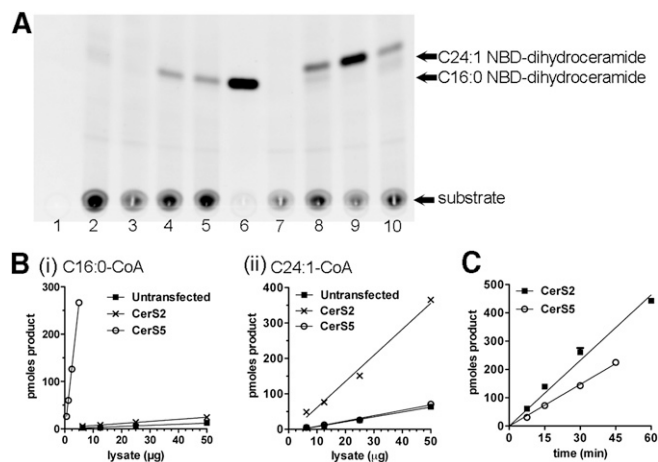 A
C24:1 NBD-dihydroceramide
C16:0 NBD-dihydroceramide
substrate
1 2 3 4 5 6 7 8 9 10
B (i) C16:0-CoA
Untransfected
CerS2
CerS5
pmoles product
300
200
100
0
0 10 20 30 40 50
lysate (μg)
(ii) C24:1-CoA
Untransfected
CerS2
CerS5
pmoles product
400
300
200
100
0
0 10 20 30 40 50
lysate (μg)
C
CerS2
CerS5
pmoles product
500
400
300
200
100
0
0 15 30 45 60
time (min)